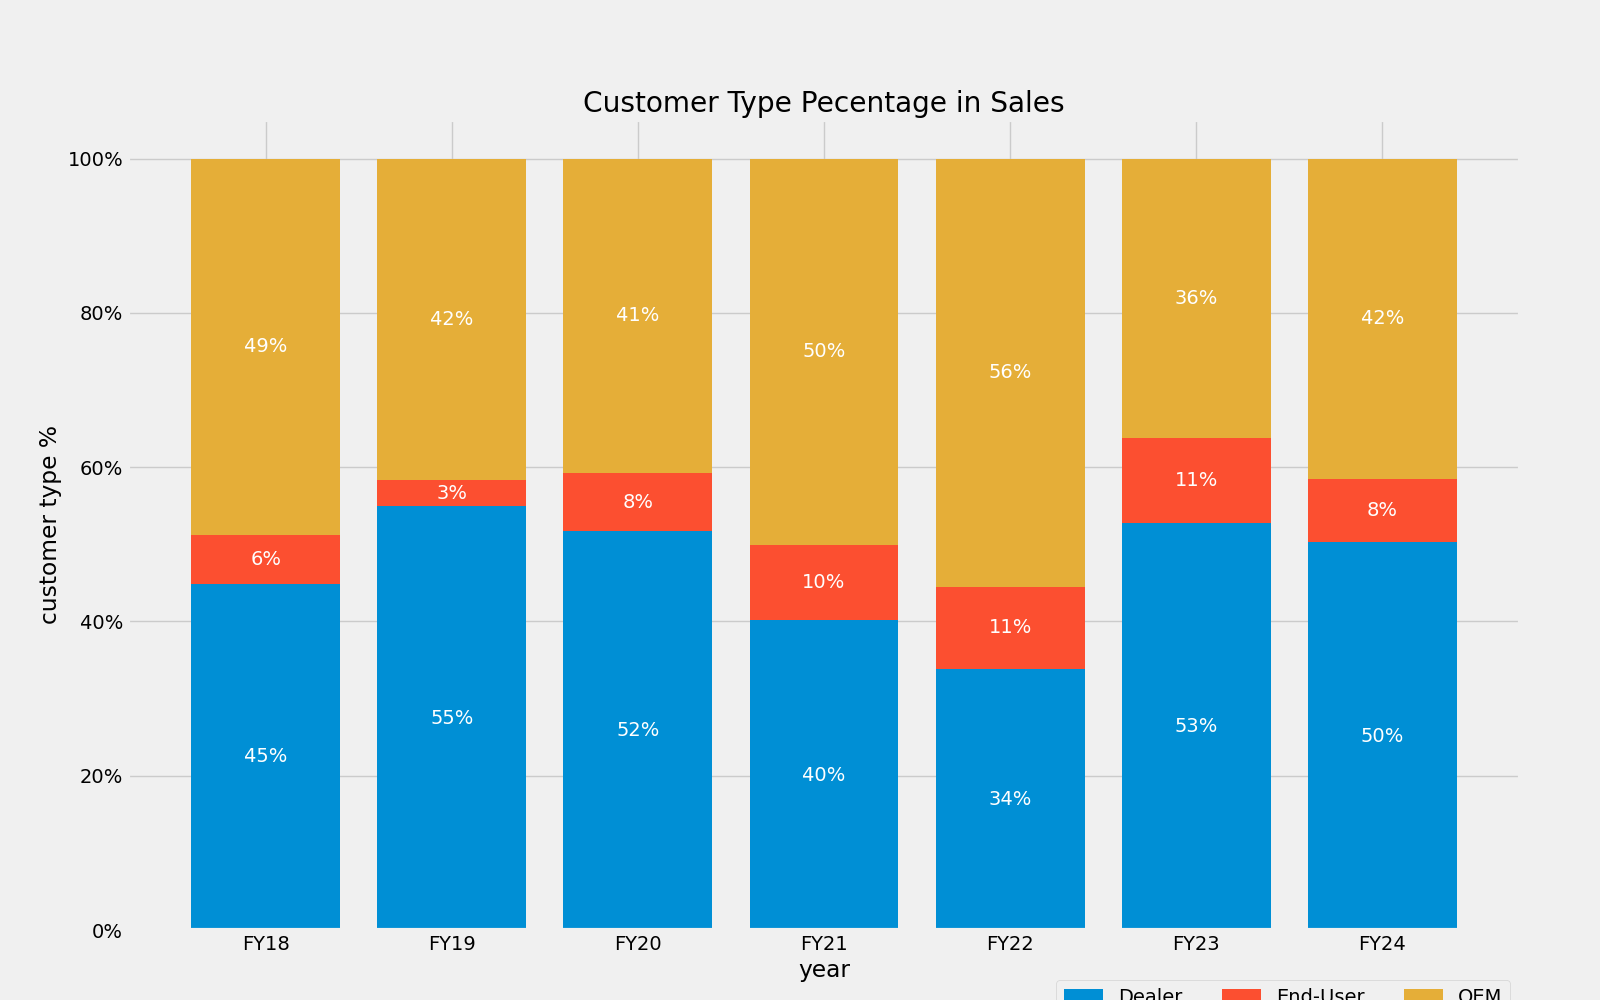 Customer Type Pecentage in Sales
100%
80%
60%
40%
20%
0%
customer type %
49% 42% 41% 50% 56% 36% 42%
6% 3% 8% 10% 11% 11% 8%
45% 55% 52% 40% 34% 53% 50%
FY18 FY19 FY20 FY21 FY22 FY23 FY24
year
Dealer End-User OEM